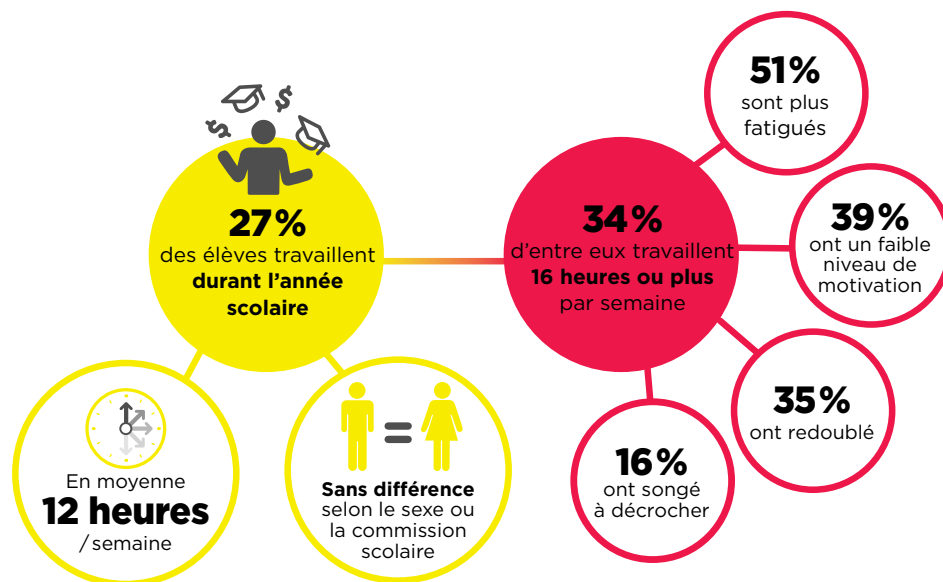 27%
des élèves travaillent
durant l'année
scolaire
En moyenne
12 heures
/ semaine
Sans différence
selon le sexe ou
la commission
scolaire
34%
d'entre eux travaillent
16 heures ou plus
par semaine
51%
sont plus
fatigués
39%
ont un faible
niveau de
motivation
35%
ont redoublé
16%
ont songé
à décrocher